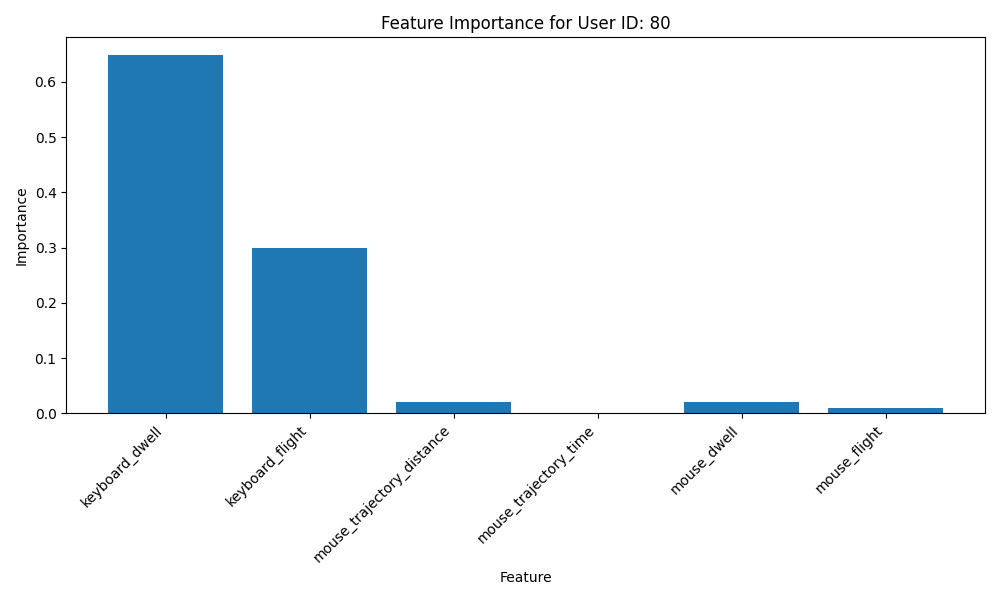 Feature Importance for User ID: 80
Importance
0.6
0.5
0.4
0.3
0.2
0.1
0.0
keyboard_dwell
keyboard_flight
mouse_trajectory_distance
mouse_trajectory_time
mouse_dwell
mouse_flight
Feature